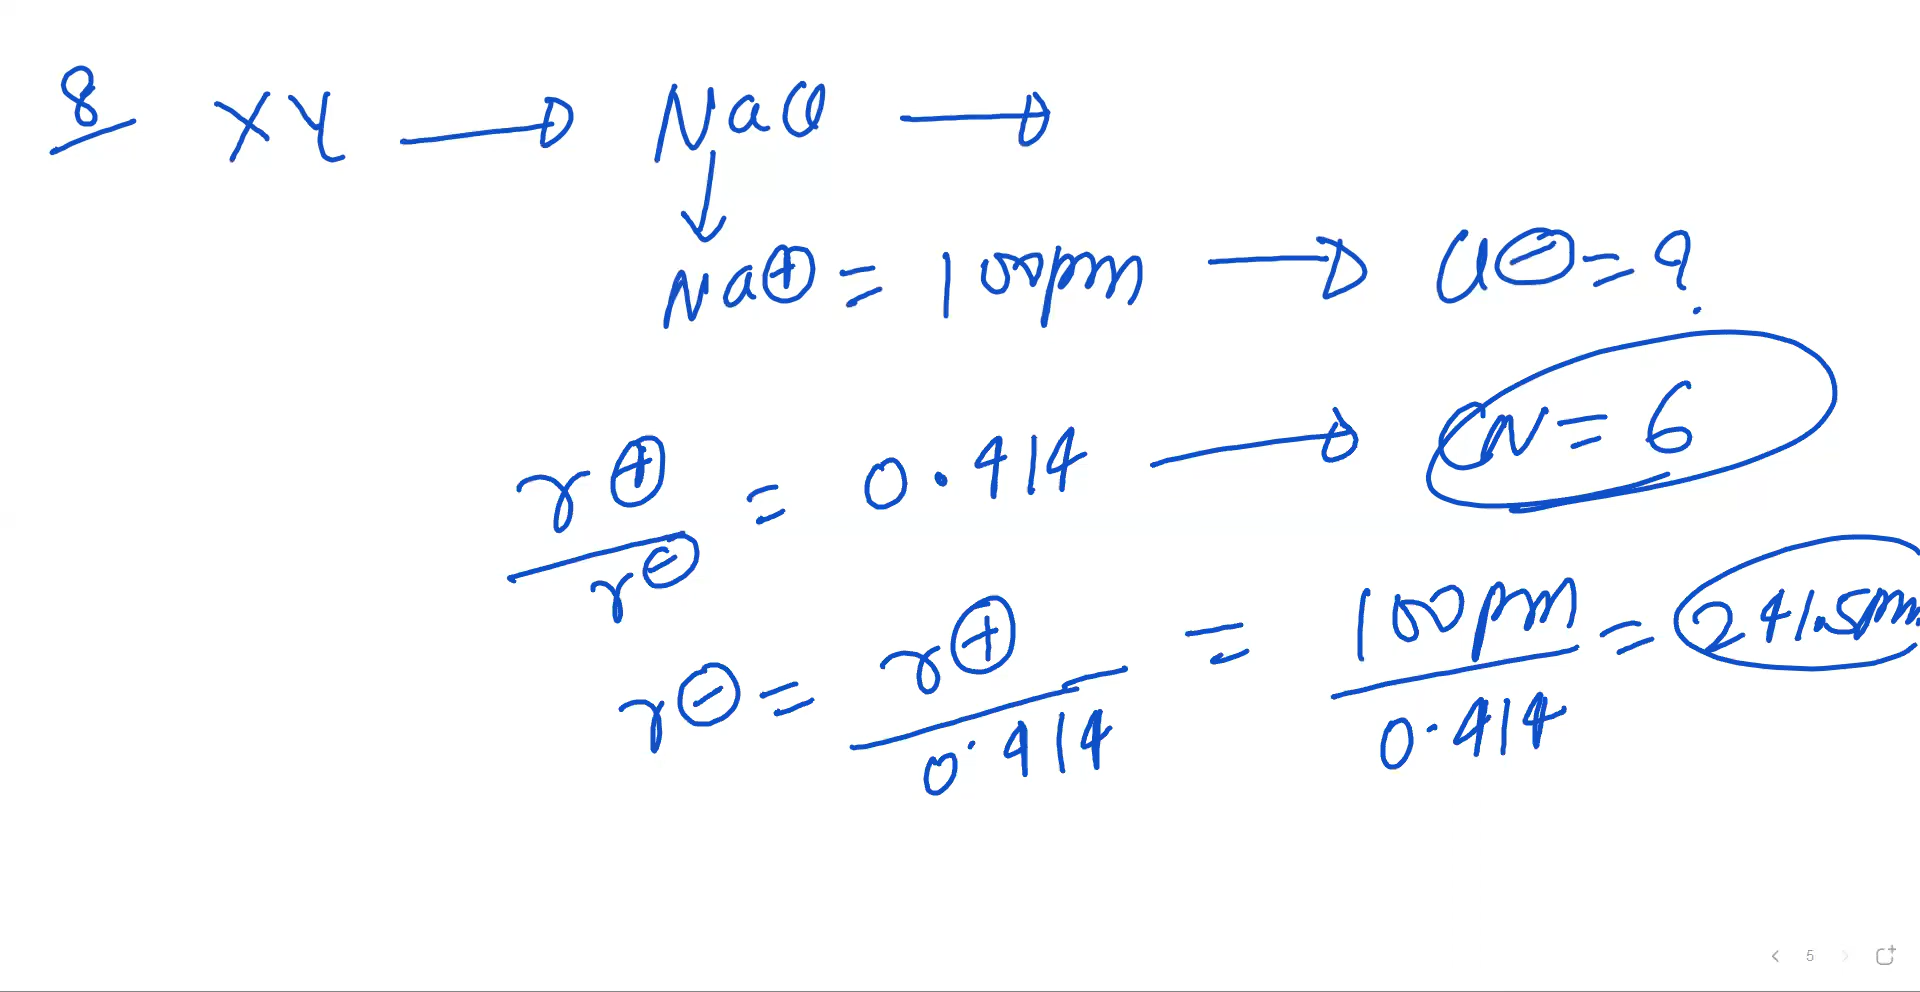 8 XY → NaCl →
↓
Na⊕ = 100pm → Cl⊖ = ?
r⊕/r⊖ = 0.414 → CN = 6
r⊖ = r⊕/0.414 = 100pm/0.414 = 241.5pm
5